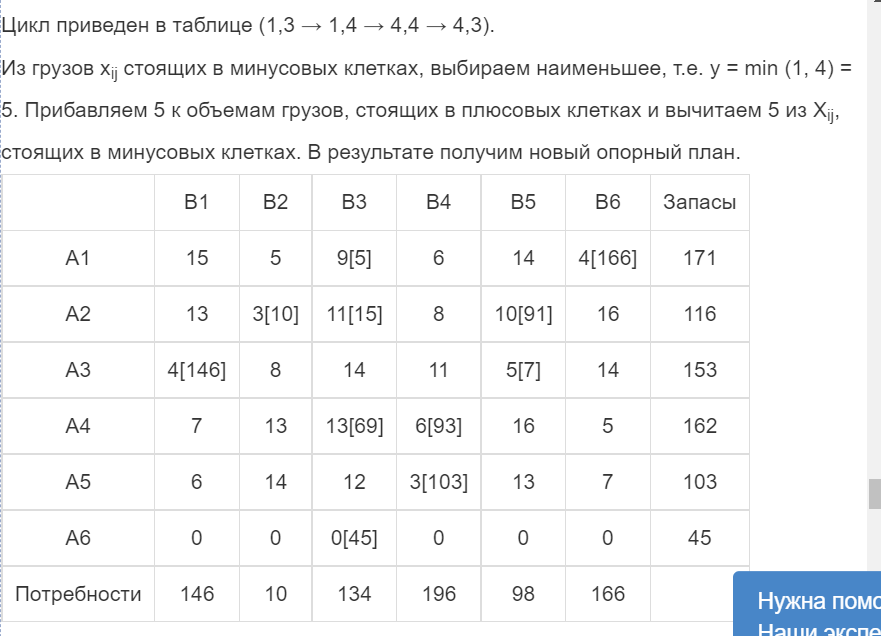 Цикл приведен в таблице (1,3 → 1,4 → 4,4 → 4,3).
Из грузов xij стоящих в минусовых клетках, выбираем наименьшее, т.е. y = min (1, 4) =
5. Прибавляем 5 к объемам грузов, стоящих в плюсовых клетках и вычитаем 5 из Xij,
стоящих в минусовых клетках. В результате получим новый опорный план.
B1 B2 B3 B4 B5 B6 Запасы
A1 15 5 9[5] 6 14 4[166] 171
A2 13 3[10] 11[15] 8 10[91] 16 116
A3 4[146] 8 14 11 5[7] 14 153
A4 7 13 13[69] 6[93] 16 5 162
A5 6 14 12 3[103] 13 7 103
A6 0 0 0[45] 0 0 0 45
Потребности 146 10 134 196 98 166
Нужна
Наши